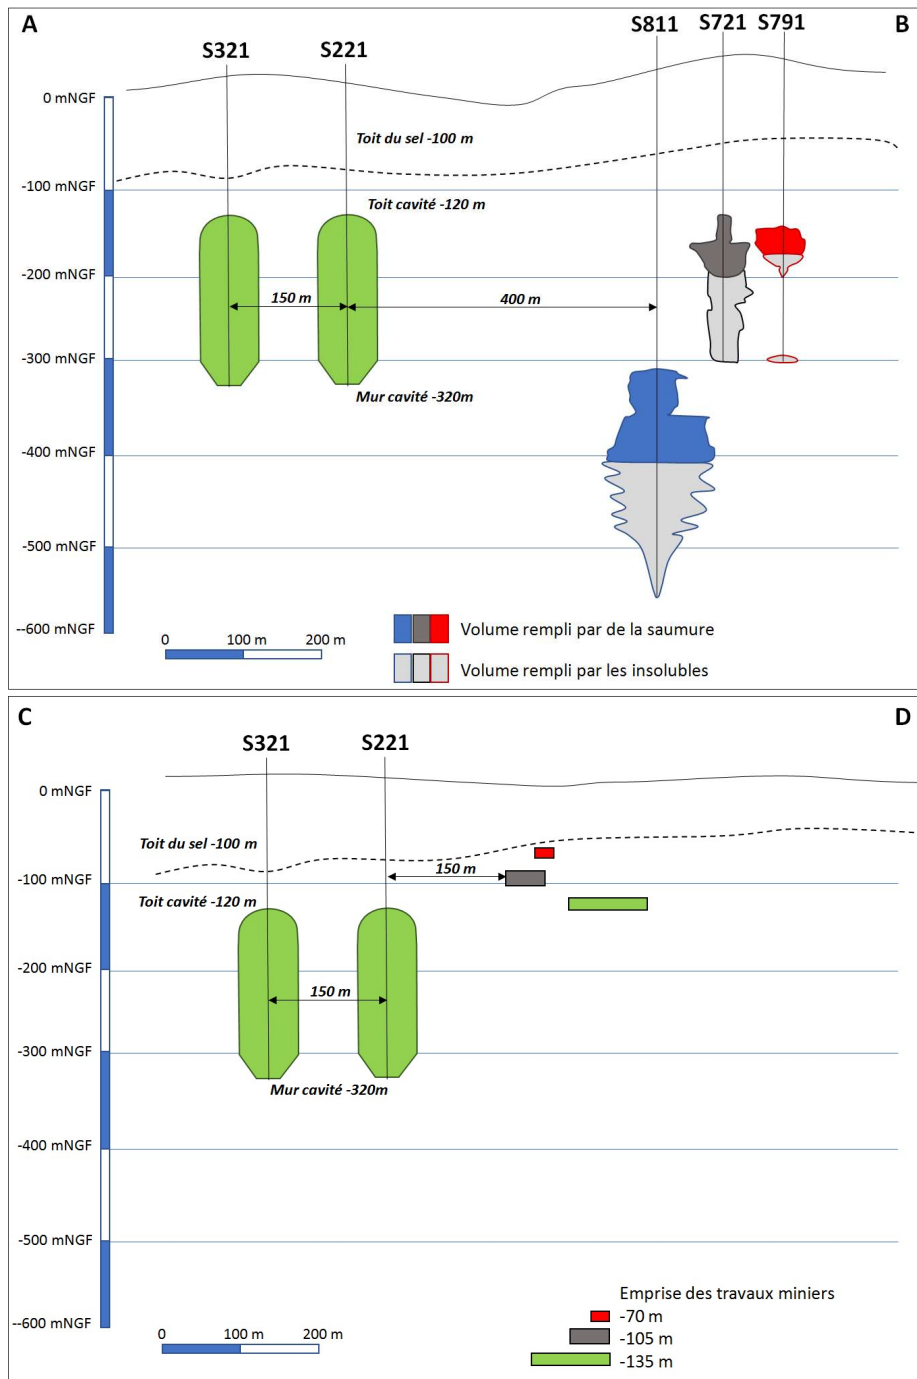 A
B
S321
S221
S811
S721
S791
0 mNGF
Toit du sel -100 m
-100 mNGF
Toit cavité -120 m
-200 mNGF
150 m
400 m
-300 mNGF
Mur cavité -320m
-400 mNGF
-500 mNGF
--600 mNGF
0
100 m
200 m
Volume rempli par de la saumure
Volume rempli par les insolubles
C
D
S321
S221
0 mNGF
Toit du sel -100 m
150 m
-100 mNGF
Toit cavité -120 m
-200 mNGF
150 m
-300 mNGF
Mur cavité -320m
-400 mNGF
-500 mNGF
--600 mNGF
0
100 m
200 m
Emprise des travaux miniers
-70 m
-105 m
-135 m